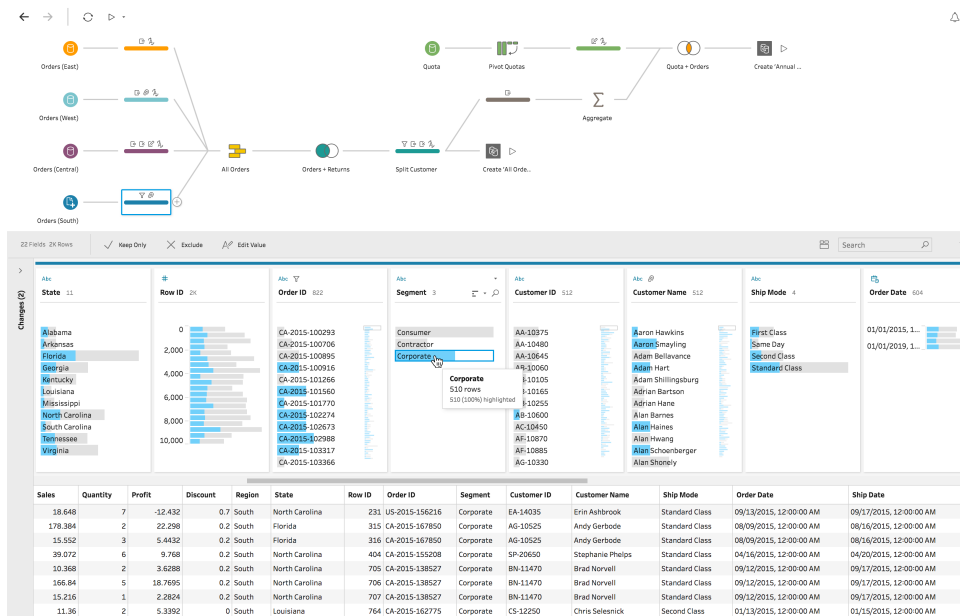 Orders (East)
Quota
Pivot Quotas
Quota + Orders
Create 'Annual ...
Orders (West)
Aggregate
Orders (Central)
All Orders
Orders + Returns
Split Customer
Create 'All Orde...
Orders (South)
22 Fields 2K Rows
Keep Only
Exclude
Edit Value
Search
Changes (2)
Abc
State 11
Alabama
Arkansas
Florida
Georgia
Kentucky
Louisiana
Mississippi
North Carolina
South Carolina
Tennessee
Virginia
#
Row ID 2K
0
2,000
4,000
6,000
8,000
10,000
Abc
Order ID 822
CA-2015-100293
CA-2015-100706
CA-2015-100895
CA-2015-100916
CA-2015-101266
CA-2015-101560
CA-2015-101770
CA-2015-102274
CA-2015-102673
CA-2015-102988
CA-2015-103317
CA-2015-103366
Abc
Segment 3
Consumer
Contractor
Corporate
Corporate
510 rows
510 (100%) highlighted
Abc
Customer ID 512
AA-10375
AA-10480
AA-10645
AB-10060
B-10105
B-10165
B-10255
AB-10600
AC-10450
AF-10870
AF-10885
AG-10330
Abc
Customer Name 512
Aaron Hawkins
Aaron Smayling
Adam Bellavance
Adam Hart
Adam Shillingsburg
Adrian Barton
Adrian Hane
Alan Barnes
Alan Haines
Alan Hwang
Alan Schoenberger
Alan Shonely
Abc
Ship Mode 4
First Class
Same Day
Second Class
Standard Class
Order Date 604
01/01/2015, 1...
01/01/2019, 1...
Sales Quantity Profit Discount Region State Row ID Order ID Segment Customer ID Customer Name Ship Mode Order Date Ship Date
18.648 7 -12.432 0.7 South North Carolina 231 US-2015-156216 Corporate EA-14035 Erin Ashbrook Standard Class 09/13/2015, 12:00:00 AM 09/17/2015, 12:00:00 AM
178.384 2 22.298 0.2 South Florida 315 CA-2015-167850 Corporate AG-10525 Andy Gerbode Standard Class 08/09/2015, 12:00:00 AM 08/16/2015, 12:00:00 AM
15.552 3 5.4432 0.2 South Florida 316 CA-2015-167850 Corporate AG-10525 Andy Gerbode Standard Class 08/09/2015, 12:00:00 AM 08/16/2015, 12:00:00 AM
39.072 6 9.768 0.2 South North Carolina 404 CA-2015-155208 Corporate SP-20650 Stephanie Phelps Standard Class 04/16/2015, 12:00:00 AM 04/20/2015, 12:00:00 AM
10.368 2 3.6288 0.2 South North Carolina 705 CA-2015-138527 Corporate BN-11470 Brad Norvell Standard Class 09/12/2015, 12:00:00 AM 09/17/2015, 12:00:00 AM
166.84 5 18.7695 0.2 South North Carolina 706 CA-2015-138527 Corporate BN-11470 Brad Norvell Standard Class 09/12/2015, 12:00:00 AM 09/17/2015, 12:00:00 AM
15.216 1 2.2824 0.2 South North Carolina 707 CA-2015-138527 Corporate BN-11470 Brad Norvell Standard Class 09/12/2015, 12:00:00 AM 09/17/2015, 12:00:00 AM
11.36 2 5.3392 0 South Louisiana 764 CA-2015-162775 Corporate CS-12250 Chris Selesnick Second Class 01/13/2015, 12:00:00 AM 01/15/2015, 12:00:00 AM